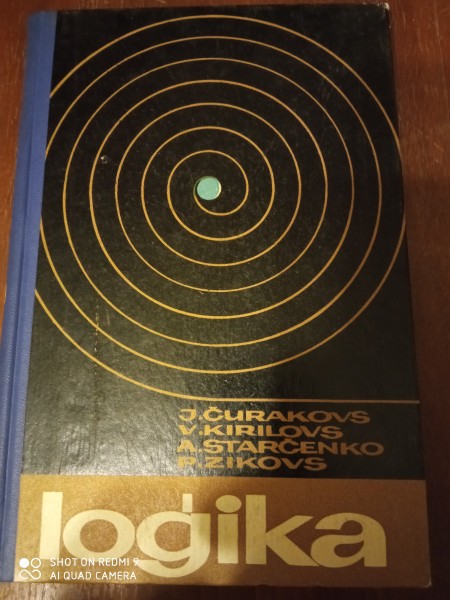 J.ČURAKOVS
V.KIRILOVS
A.STARČENKO
P.ZIKOVS
loģika
SHOT ON REDMI 9
AI QUAD CAMERA